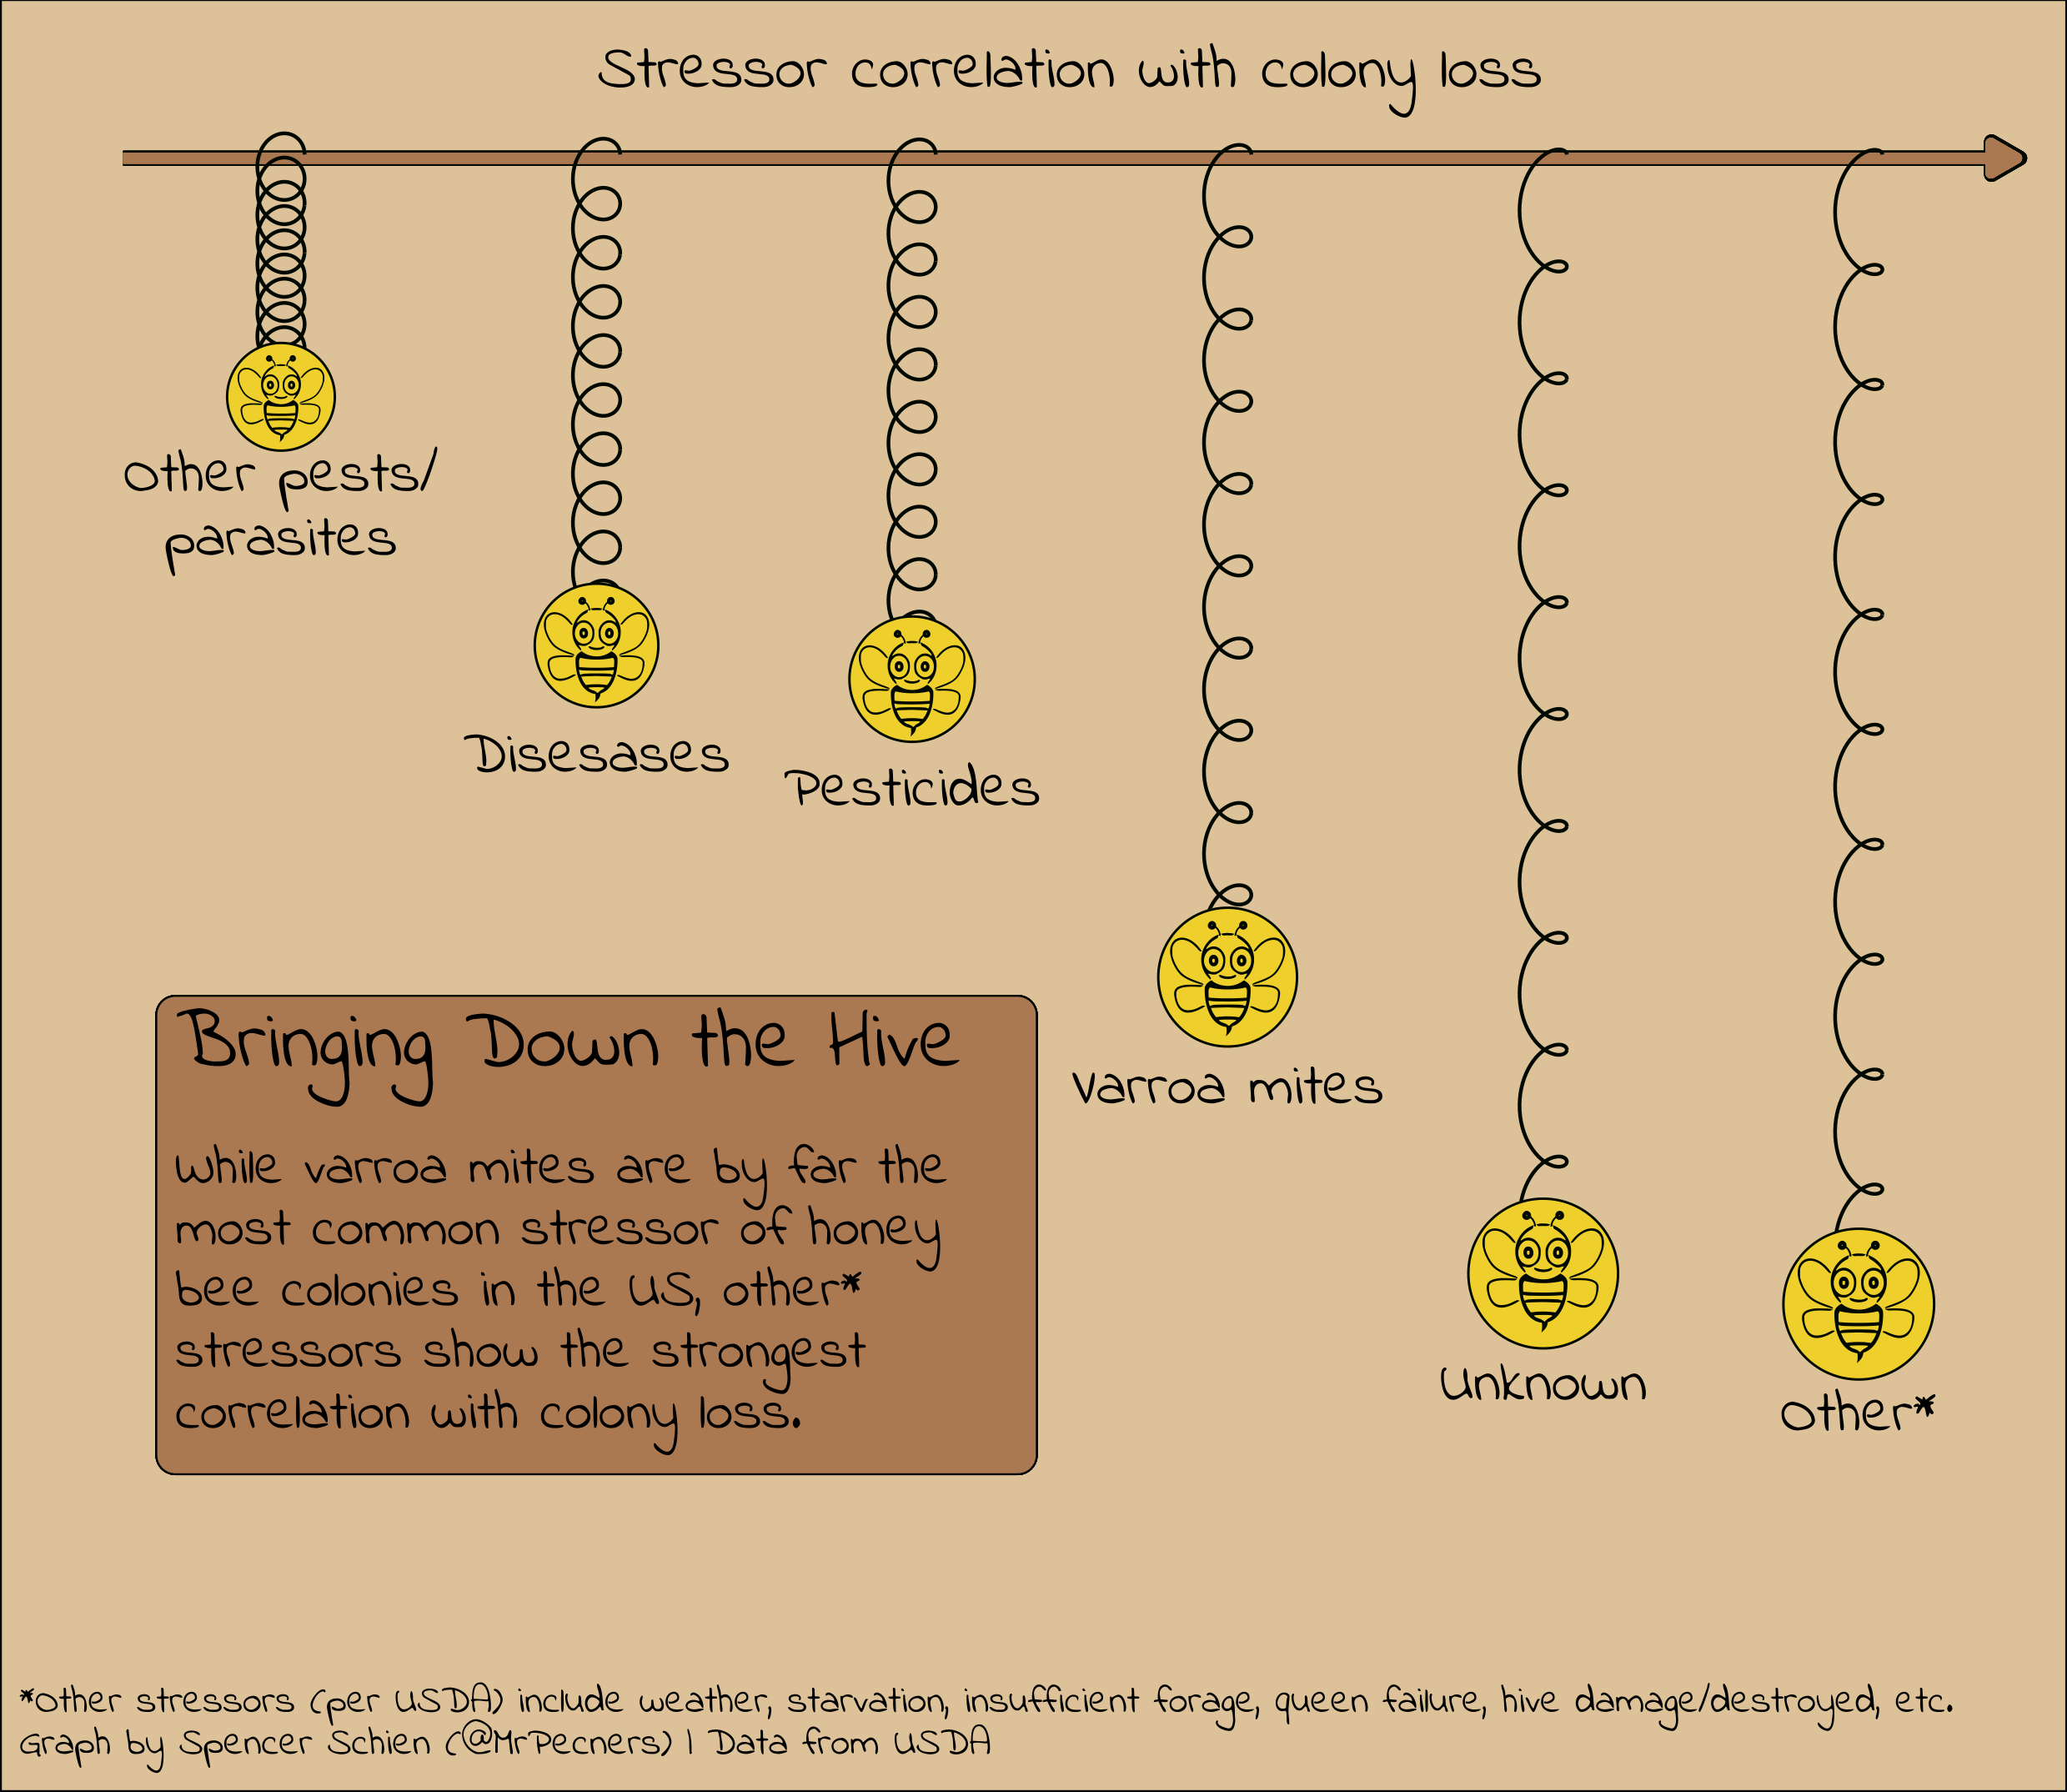 Stressor correlation with colony loss
Other pests/
parasites
Disesases
Pesticides
Varroa mites
Unknown
Other*
Bringing Down the Hive
While varroa mites are by far the
most common stressor of honey
bee colonies in the US, other*
stressors show the strongest
correlation with colony loss.
*Other stressors (per USDA) include weather, starvation, insufficient forage, queen failure, hive damage/destroyed, etc.
Graph by Spencer Schien (@MrPecners) | Data from USDA